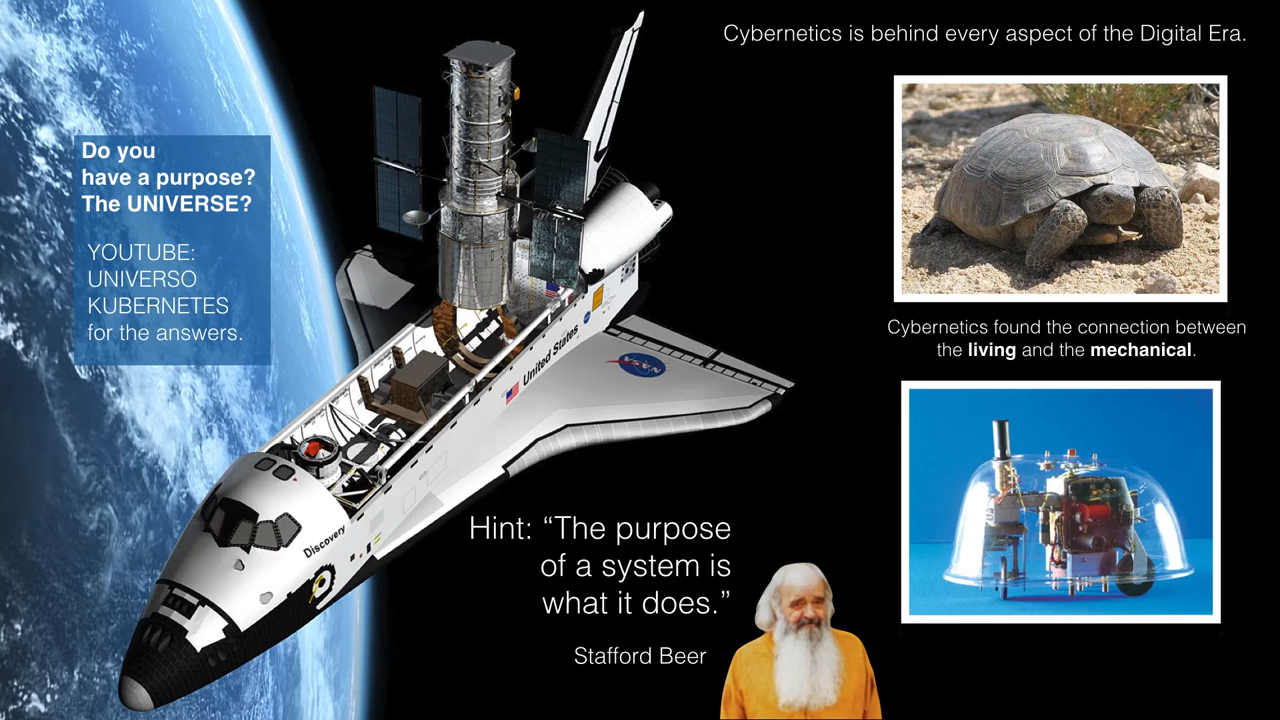 Cybernetics is behind every aspect of the Digital Era.
Do you
have a purpose?
The UNIVERSE?
YOUTUBE:
UNIVERSO
KUBERNETES
for the answers.
United States
NASA
Discovery
Cybernetics found the connection between
the living and the mechanical.
Hint: “The purpose
of a system is
what it does.”
Stafford Beer